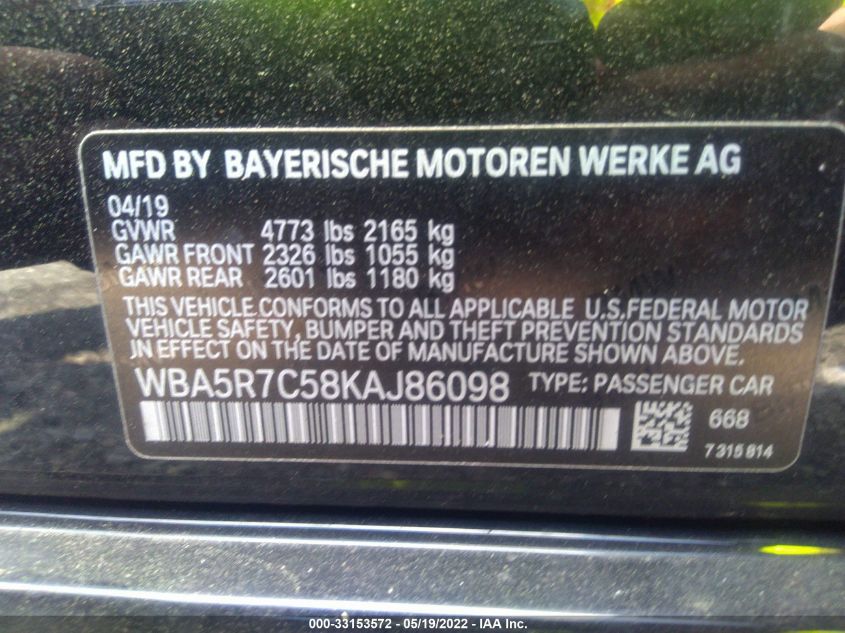 MFD BY BAYERISCHE MOTOREN WERKE AG
04/19
GVWR 4773 lbs 2165 kg
GAWR FRONT 2326 lbs 1055 kg
GAWR REAR 2601 lbs 1180 kg
THIS VEHICLE CONFORMS TO ALL APPLICABLE U.S.FEDERAL MOTOR
VEHICLE SAFETY, BUMPER AND THEFT PREVENTION STANDARDS
IN EFFECT ON THE DATE OF MANUFACTURE SHOWN ABOVE.
WBA5R7C58KAJ86098 TYPE: PASSENGER CAR
668
7 315 814
000-33153572 - 05/19/2022 - IAA Inc.